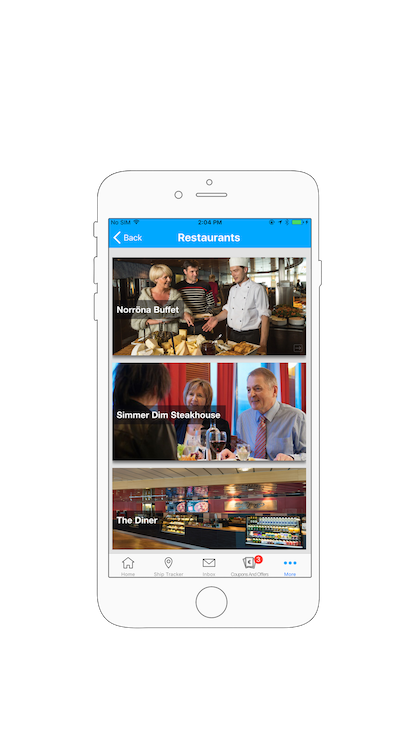 No SIM 2:04 PM
Back Restaurants
Norröna Buffet
Simmer Dim Steakhouse
The Diner
3
Home Ship Tracker Inbox Coupons And Offers More